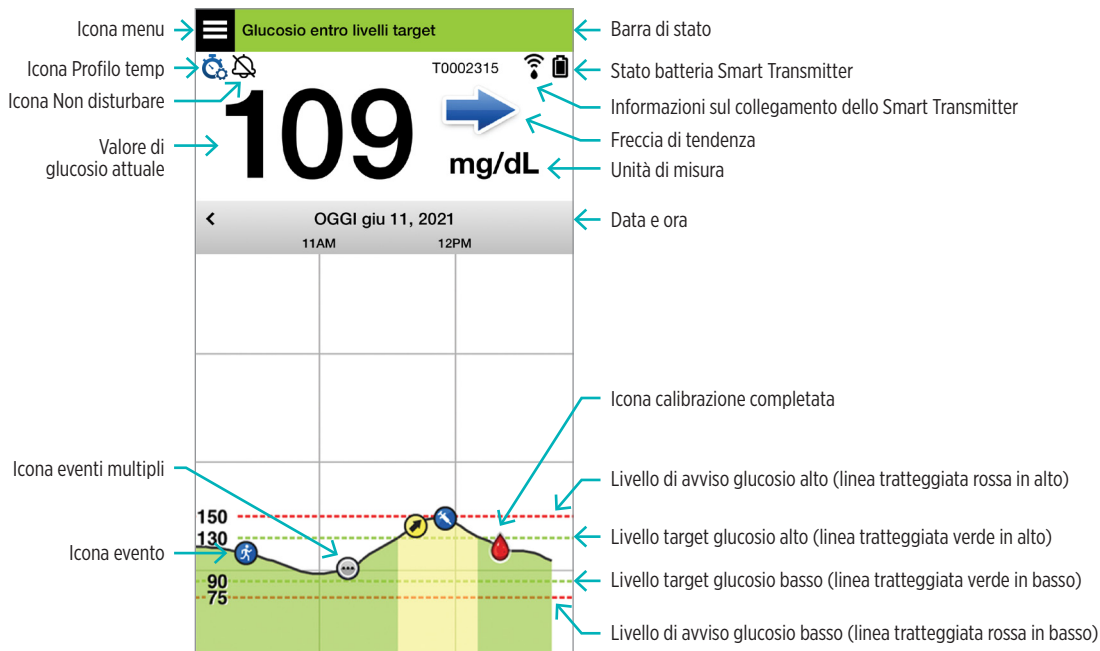 Icona menu
Icona Profilo temp
Icona Non disturbare
Valore di
glucosio attuale
Icona eventi multipli
Icona evento
Glucosio entro livelli target
T0002315
109
mg/dL
OGGI giu 11, 2021
11AM
12PM
150
130
90
75
Barra di stato
Stato batteria Smart Transmitter
Informazioni sul collegamento dello Smart Transmitter
Freccia di tendenza
Unità di misura
Data e ora
Icona calibrazione completata
Livello di avviso glucosio alto (linea tratteggiata rossa in alto)
Livello target glucosio alto (linea tratteggiata verde in alto)
Livello target glucosio basso (linea tratteggiata verde in basso)
Livello di avviso glucosio basso (linea tratteggiata rossa in basso)